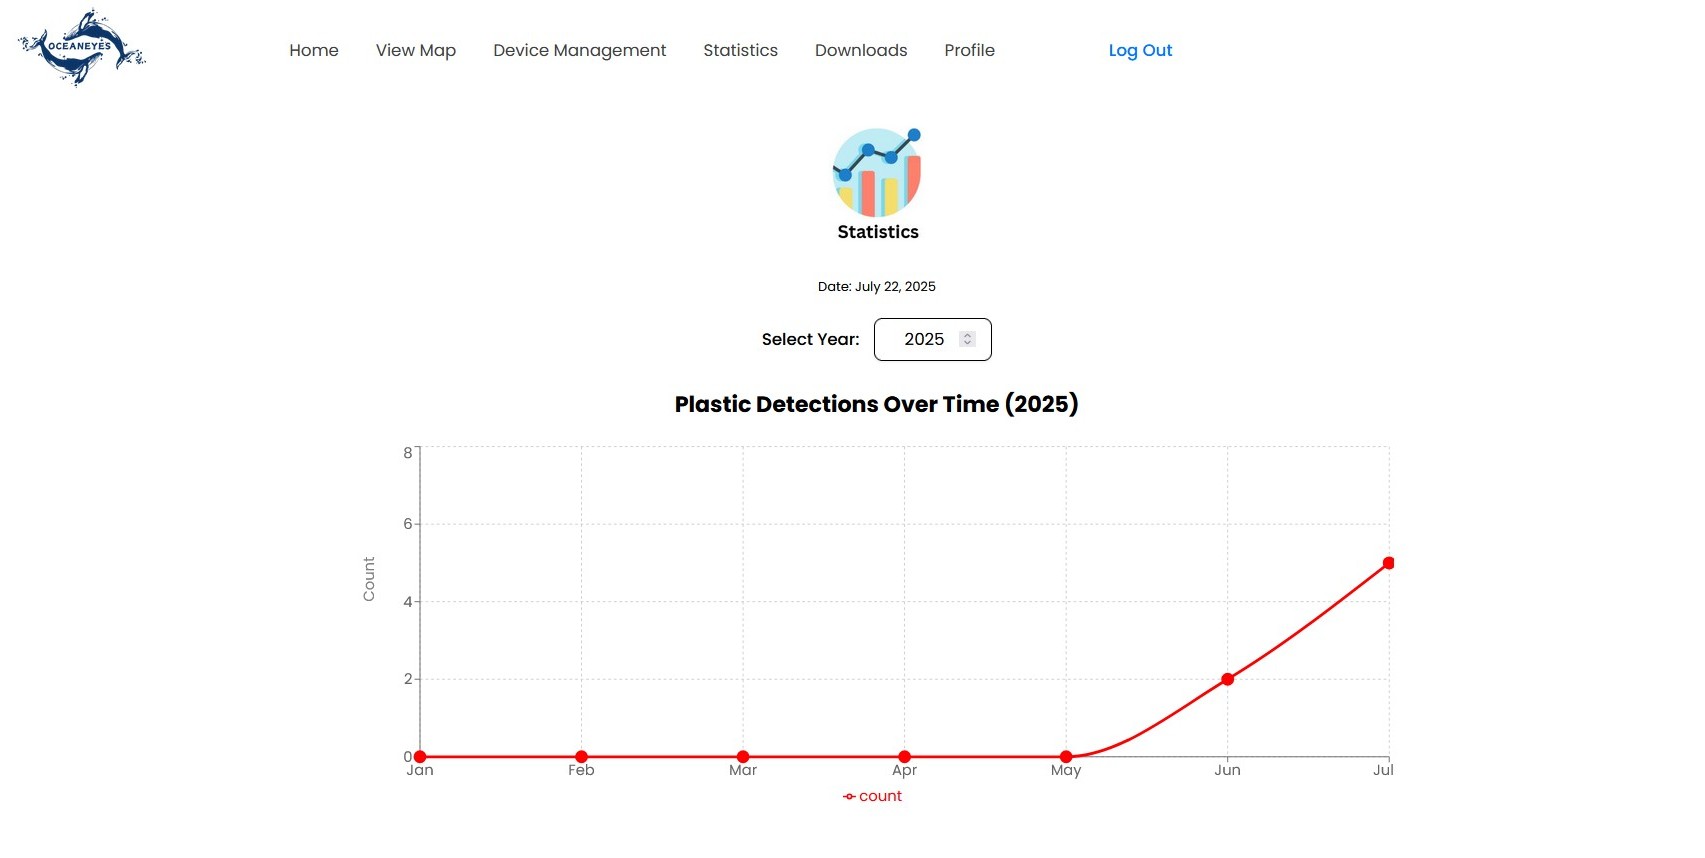 OCEANEYES
Home View Map Device Management Statistics Downloads Profile Log Out
Statistics
Date: July 22, 2025
Select Year: 2025
Plastic Detections Over Time (2025)
8
6
4
2
0
Count
Jan Feb Mar Apr May Jun Jul
count